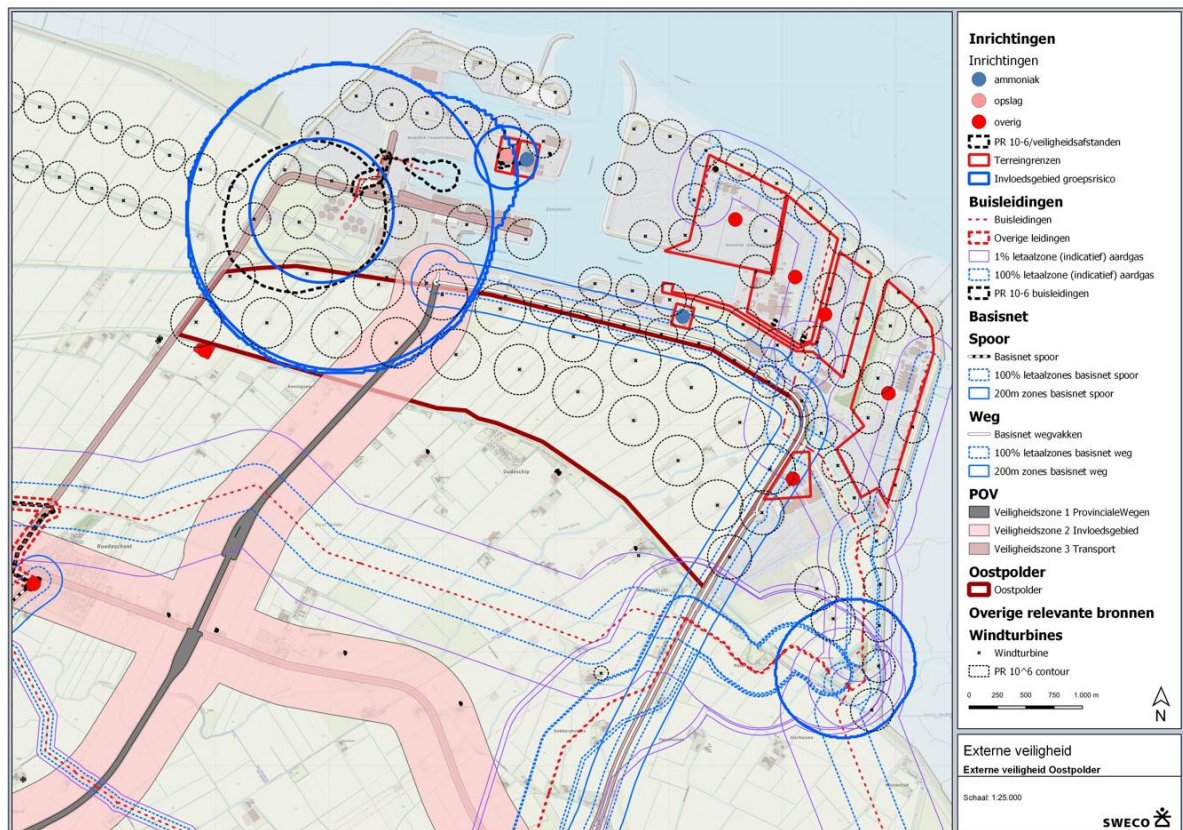 Inrichtingen
Inrichtingen
ammoniak
opslag
overig
PR 10-6/veiligheidsafstanden
Terreingrenzen
Invloedsgebied groepsrisico
Buisleidingen
Buisleidingen
Overige leidingen
1% letaalzone (indicatief) aardgas
100% letaalzone (indicatief) aardgas
PR 10-6 buisleidingen
Basisnet
Spoor
Basisnet spoor
100% letaalzones basisnet spoor
200m zones basisnet spoor
Weg
Basisnet wegvakken
100% letaalzones basisnet weg
200m zones basisnet weg
POV
Veiligheidszone 1 ProvincialeWegen
Veiligheidszone 2 Invloedsgebied
Veiligheidszone 3 Transport
Oostpolder
Oostpolder
Overige relevante bronnen
Windturbines
Windturbine
PR 10^6 contour
0 250 500 750 1.000 m
N
Externe veiligheid
Externe veiligheid Oostpolder
Schaal: 1:25.000
SWECO
Oudeschip
Roodeschool